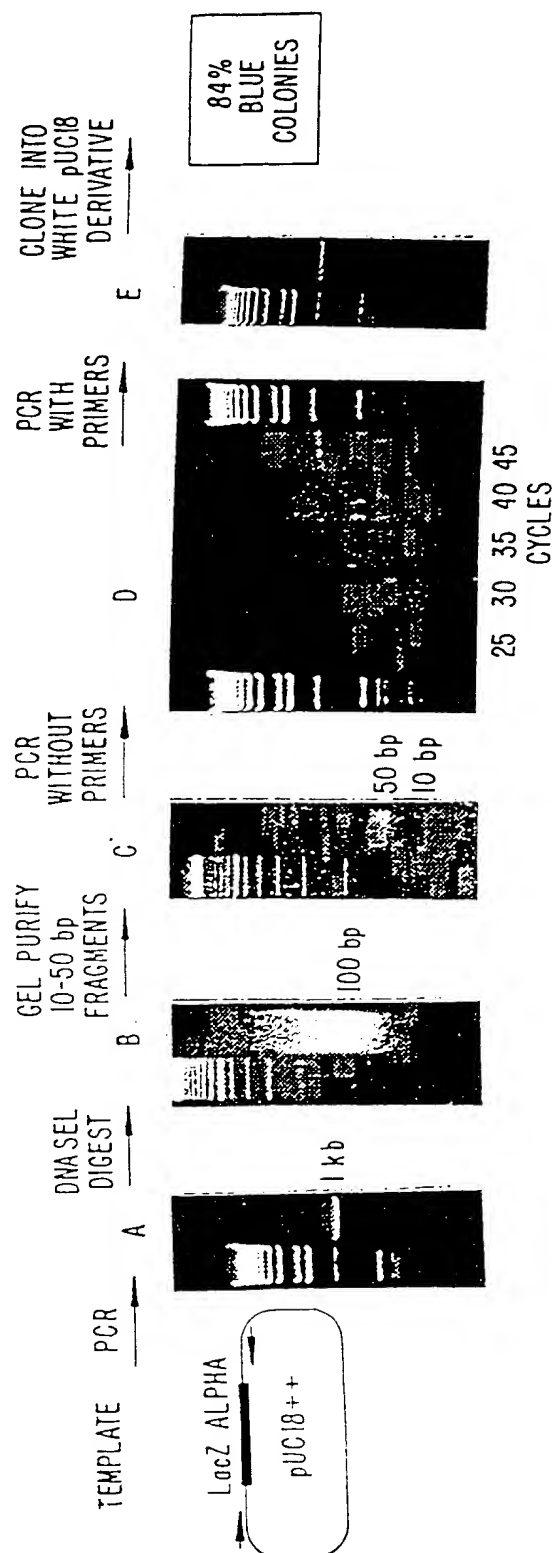 TEMPLATE
PCR
DNASEL
DIGEST
GEL PURIFY
10-50 bp
FRAGMENTS
PCR
WITHOUT
PRIMERS
PCR
WITH
PRIMERS
CLONE INTO
WHITE pUC18
DERIVATIVE
A
B
C
D
E
LacZ ALPHA
pUC18++
1 kb
100 bp
50 bp
10 bp
25 30 35 40 45
CYCLES
84%
BLUE
COLONIES